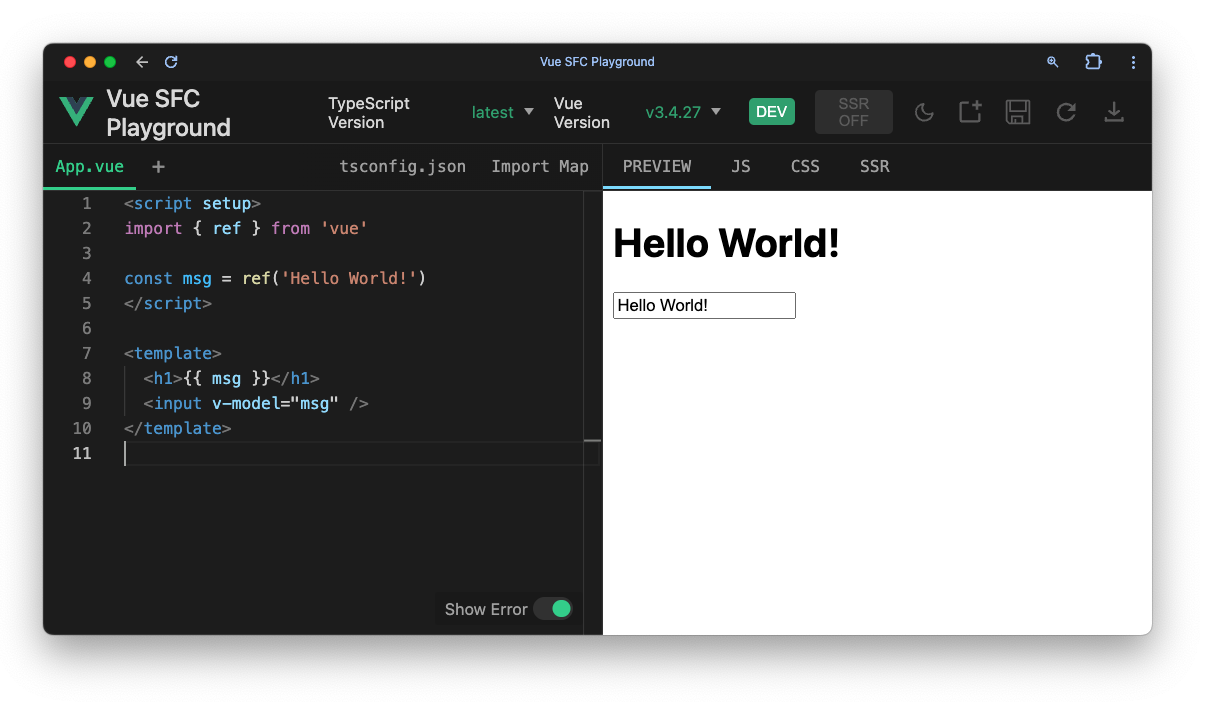 Vue SFC Playground
Vue SFC
Playground
TypeScript
Version
latest
Vue
Version
v3.4.27
DEV
SSR
OFF
App.vue
+
tsconfig.json
Import Map
PREVIEW
JS
CSS
SSR
1 <script setup>
2 import { ref } from 'vue'
3
4 const msg = ref('Hello World!')
5 </script>
6
7 <template>
8   <h1>{{ msg }}</h1>
9   <input v-model="msg" />
10 </template>
11
Show Error
Hello World!
Hello World!